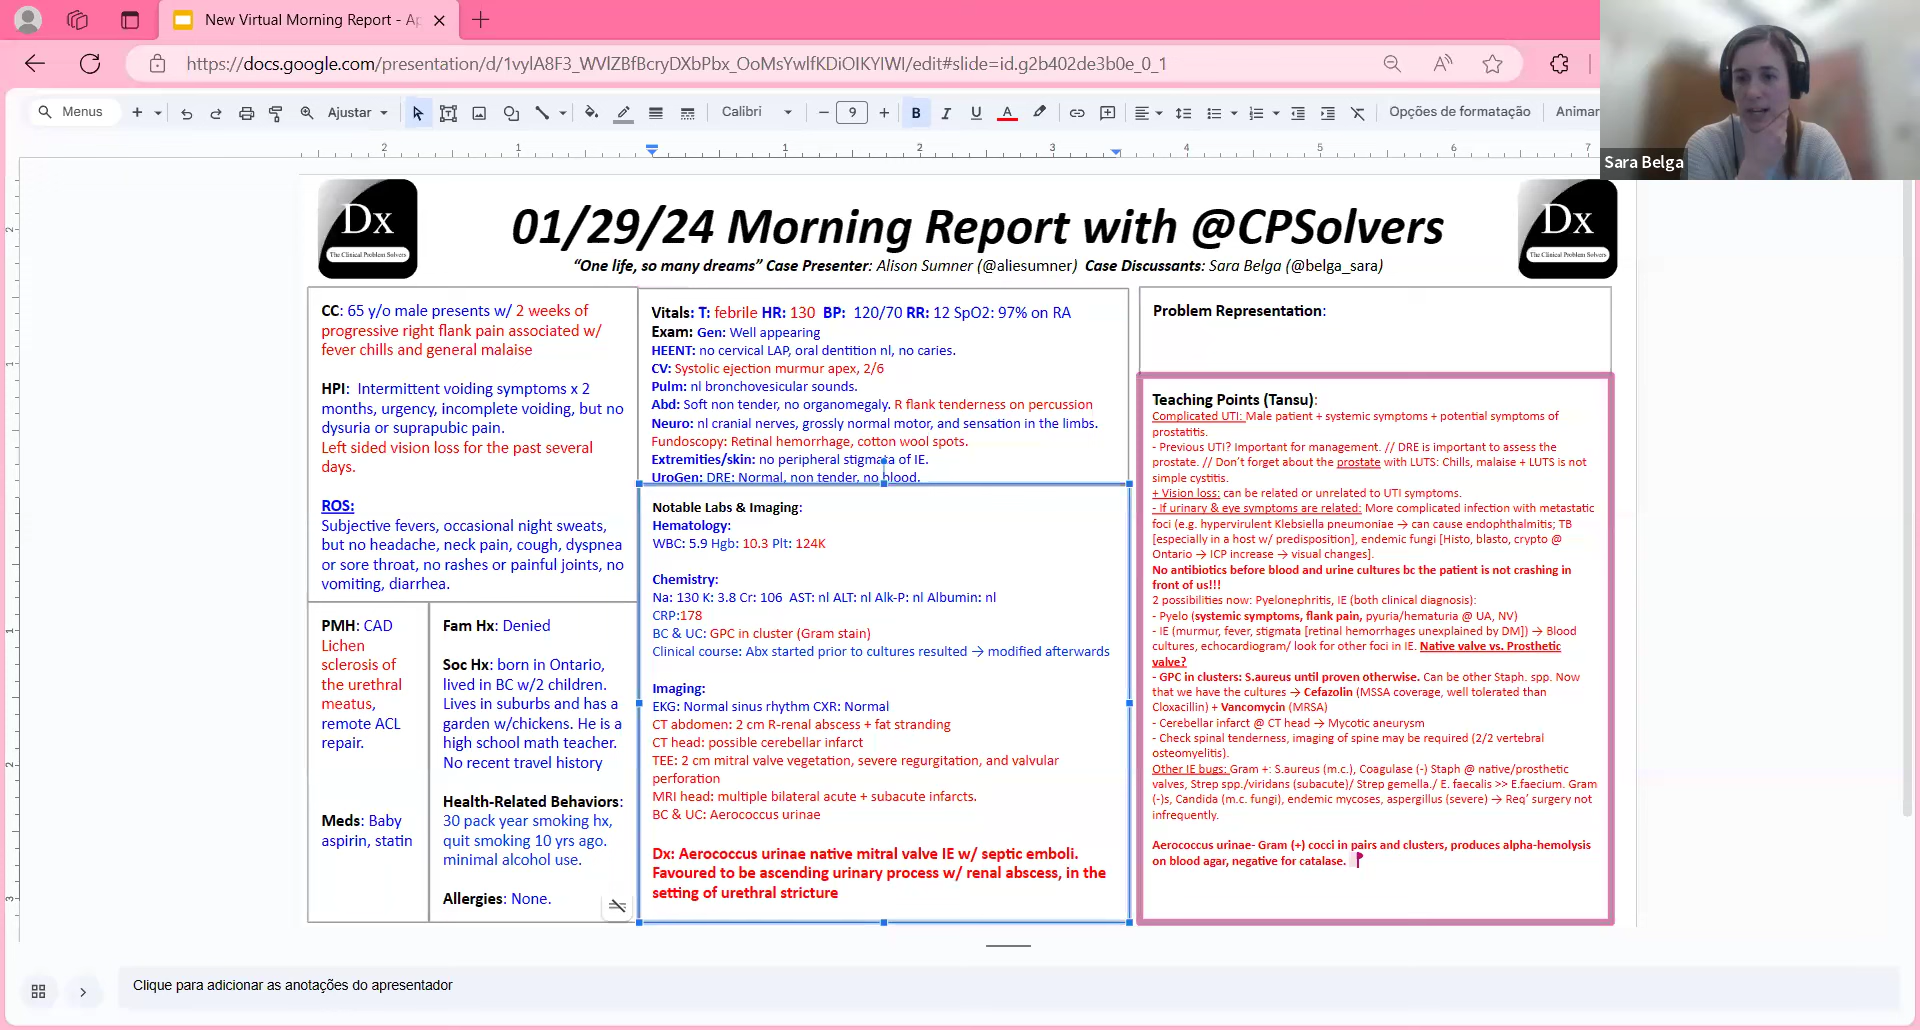 New Virtual Morning Report - Ap
https://docs.google.com/presentation/d/1vylA8F3_WVlZBfBcryDXbPbx_OoMsYwlfKDiOIKYIWI/edit#slide=id.g2b402de3b0e_0_1
Menus
Ajustar
Calibri
9
Opções de formatação
Animar
Sara Belga
2 1 1 2 3 4 5 6 7
Dx
The Clinical Problem Solvers
01/29/24 Morning Report with @CPSolvers
“One life, so many dreams” Case Presenter: Alison Sumner (@aliesumner) Case Discussants: Sara Belga (@belga_sara)
Dx
The Clinical Problem Solvers
CC: 65 y/o male presents w/ 2 weeks of
progressive right flank pain associated w/
fever chills and general malaise
HPI: Intermittent voiding symptoms x 2
months, urgency, incomplete voiding, but no
dysuria or suprapubic pain.
Left sided vision loss for the past several
days.
ROS:
Subjective fevers, occasional night sweats,
but no headache, neck pain, cough, dyspnea
or sore throat, no rashes or painful joints, no
vomiting, diarrhea.
PMH: CAD
Lichen
sclerosis of
the urethral
meatus,
remote ACL
repair.
Meds: Baby
aspirin, statin
Fam Hx: Denied
Soc Hx: born in Ontario,
lived in BC w/2 children.
Lives in suburbs and has a
garden w/chickens. He is a
high school math teacher.
No recent travel history
Health-Related Behaviors:
30 pack year smoking hx,
quit smoking 10 yrs ago.
minimal alcohol use.
Allergies: None.
Vitals: T: febrile HR: 130 BP: 120/70 RR: 12 SpO2: 97% on RA
Exam: Gen: Well appearing
HEENT: no cervical LAP, oral dentition nl, no caries.
CV: Systolic ejection murmur apex, 2/6
Pulm: nl bronchovesicular sounds.
Abd: Soft non tender, no organomegaly. R flank tenderness on percussion
Neuro: nl cranial nerves, grossly normal motor, and sensation in the limbs.
Fundoscopy: Retinal hemorrhage, cotton wool spots.
Extremities/skin: no peripheral stigmata of IE.
UroGen: DRE: Normal, non tender, no blood.
Notable Labs & Imaging:
Hematology:
WBC: 5.9 Hgb: 10.3 Plt: 124K
Chemistry:
Na: 130 K: 3.8 Cr: 106 AST: nl ALT: nl Alk-P: nl Albumin: nl
CRP:178
BC & UC: GPC in cluster (Gram stain)
Clinical course: Abx started prior to cultures resulted → modified afterwards
Imaging:
EKG: Normal sinus rhythm CXR: Normal
CT abdomen: 2 cm R-renal abscess + fat stranding
CT head: possible cerebellar infarct
TEE: 2 cm mitral valve vegetation, severe regurgitation, and valvular
perforation
MRI head: multiple bilateral acute + subacute infarcts.
BC & UC: Aerococcus urinae
Dx: Aerococcus urinae native mitral valve IE w/ septic emboli.
Favoured to be ascending urinary process w/ renal abscess, in the
setting of urethral stricture
Problem Representation:
Teaching Points (Tansu):
Complicated UTI: Male patient + systemic symptoms + potential symptoms of
prostatitis.
- Previous UTI? Important for management. // DRE is important to assess the
prostate. // Don’t forget about the prostate with LUTS: Chills, malaise + LUTS is not
simple cystitis.
+ Vision loss: can be related or unrelated to UTI symptoms.
- If urinary & eye symptoms are related: More complicated infection with metastatic
foci (e.g. hypervirulent Klebsiella pneumoniae → can cause endophthalmitis; TB
[especially in a host w/ predisposition], endemic fungi [Histo, blasto, crypto @
Ontario → ICP increase → visual changes].
No antibiotics before blood and urine cultures bc the patient is not crashing in
front of us!!!
2 possibilities now: Pyelonephritis, IE (both clinical diagnosis):
- Pyelo (systemic symptoms, flank pain, pyuria/hematuria @ UA, NV)
- IE (murmur, fever, stigmata [retinal hemorrhages unexplained by DM]) → Blood
cultures, echocardiogram/ look for other foci in IE. Native valve vs. Prosthetic
valve?
- GPC in clusters: S.aureus until proven otherwise. Can be other Staph. spp. Now
that we have the cultures → Cefazolin (MSSA coverage, well tolerated than
Cloxacillin) + Vancomycin (MRSA)
- Cerebellar infarct @ CT head → Mycotic aneurysm
- Check spinal tenderness, imaging of spine may be required (2/2 vertebral
osteomyelitis).
Other IE bugs: Gram +: S.aureus (m.c.), Coagulase (-) Staph @ native/prosthetic
valves, Strep spp./viridans (subacute)/ Strep gemella./ E. faecalis >> E.faecium. Gram
(-)s, Candida (m.c. fungi), endemic mycoses, aspergillus (severe) → Req’ surgery not
infrequently.
Aerococcus urinae- Gram (+) cocci in pairs and clusters, produces alpha-hemolysis
on blood agar, negative for catalase.
Clique para adicionar as anotações do apresentador